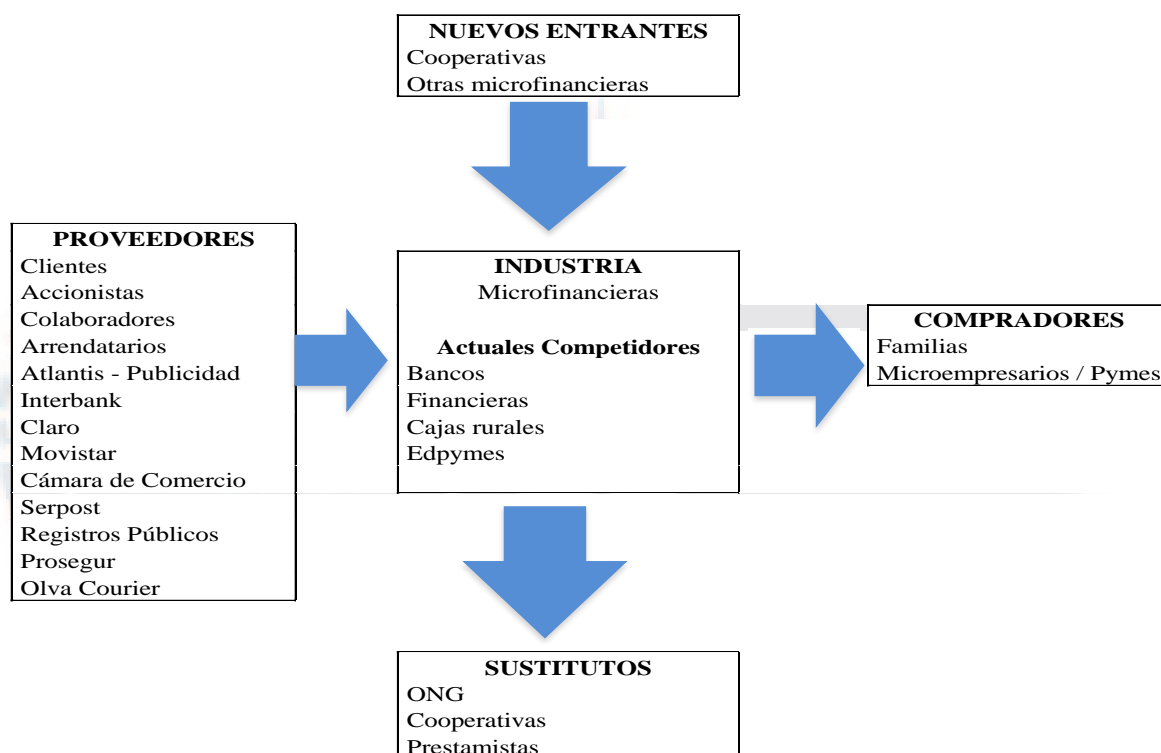 NUEVOS ENTRANTES
Cooperativas
Otras microfinancieras
PROVEEDORES
Clientes
Accionistas
Colaboradores
Arrendatarios
Atlantis - Publicidad
Interbank
Claro
Movistar
Cámara de Comercio
Serpost
Registros Públicos
Prosegur
Olva Courier
INDUSTRIA
Microfinancieras
Actuales Competidores
Bancos
Financieras
Cajas rurales
Edpymes
COMPRADORES
Familias
Microempresarios / Pymes
SUSTITUTOS
ONG
Cooperativas
Prestamistas